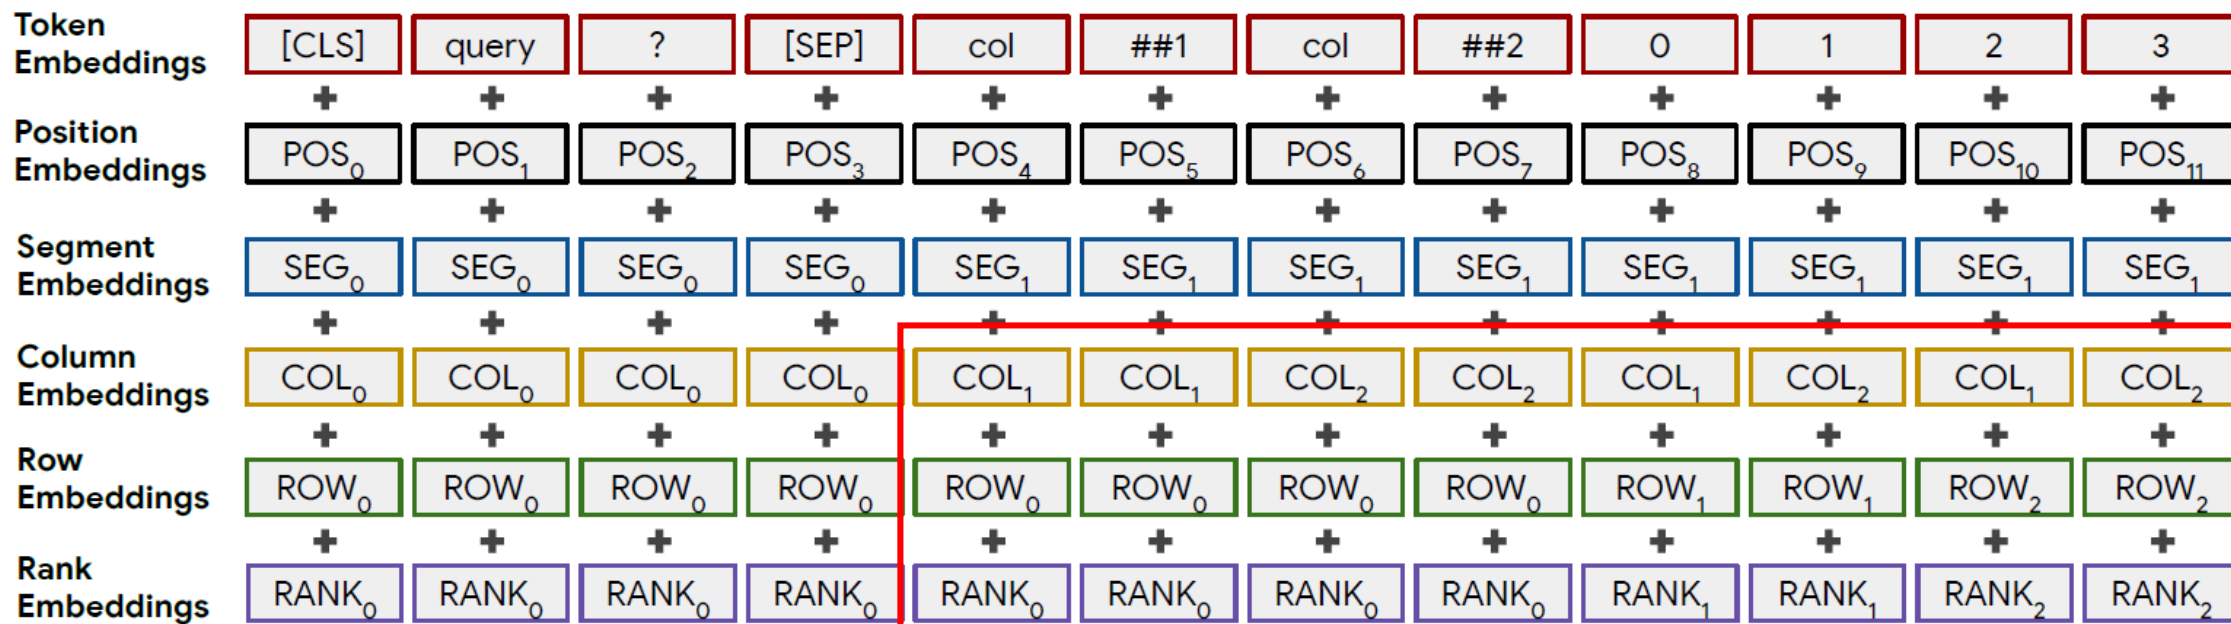 Token Embeddings [CLS] query ? [SEP] col ##1 col ##2 0 1 2 3
+ + + + + + + + + + + +
Position Embeddings POS0 POS1 POS2 POS3 POS4 POS5 POS6 POS7 POS8 POS9 POS10 POS11
+ + + + + + + + + + + +
Segment Embeddings SEG0 SEG0 SEG0 SEG0 SEG1 SEG1 SEG1 SEG1 SEG1 SEG1 SEG1 SEG1
+ + + + + + + + + + + +
Column Embeddings COL0 COL0 COL0 COL0 COL1 COL1 COL2 COL2 COL1 COL2 COL1 COL2
+ + + + + + + + + + + +
Row Embeddings ROW0 ROW0 ROW0 ROW0 ROW0 ROW0 ROW0 ROW0 ROW1 ROW1 ROW2 ROW2
+ + + + + + + + + + + +
Rank Embeddings RANK0 RANK0 RANK0 RANK0 RANK0 RANK0 RANK0 RANK0 RANK1 RANK1 RANK2 RANK2